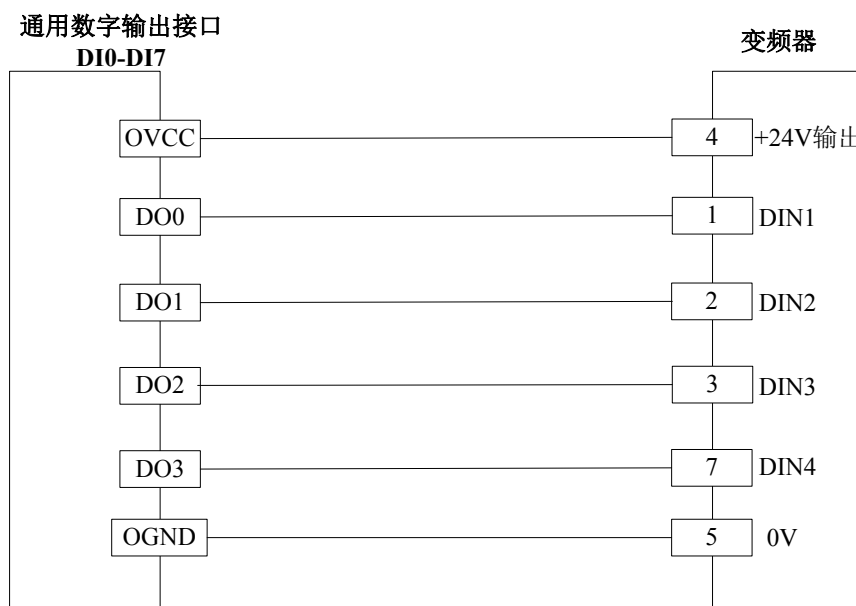 通用数字输出接口
DI0-DI7
变频器
OVCC 4 +24V输出
DO0 1 DIN1
DO1 2 DIN2
DO2 3 DIN3
DO3 7 DIN4
OGND 5 0V